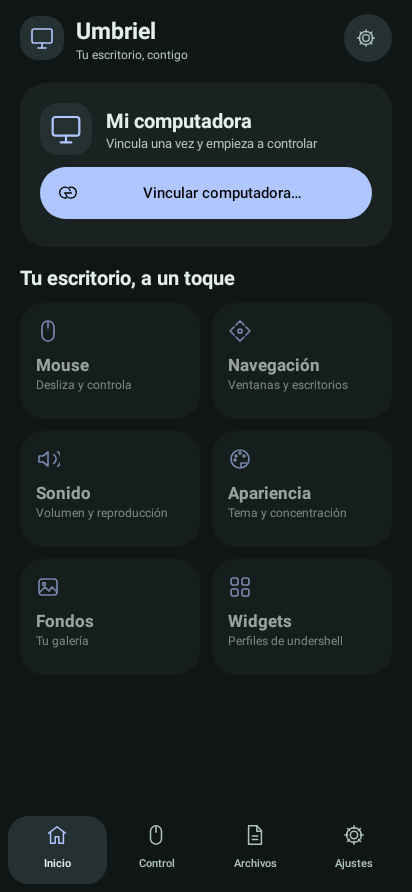 Umbriel
Tu escritorio, contigo
Mi computadora
Vincula una vez y empieza a controlar
Vincular computadora...
Tu escritorio, a un toque
Mouse
Desliza y controla
Navegación
Ventanas y escritorios
Sonido
Volumen y reproducción
Apariencia
Tema y concentración
Fondos
Tu galería
Widgets
Perfiles de undershell
Inicio
Control
Archivos
Ajustes